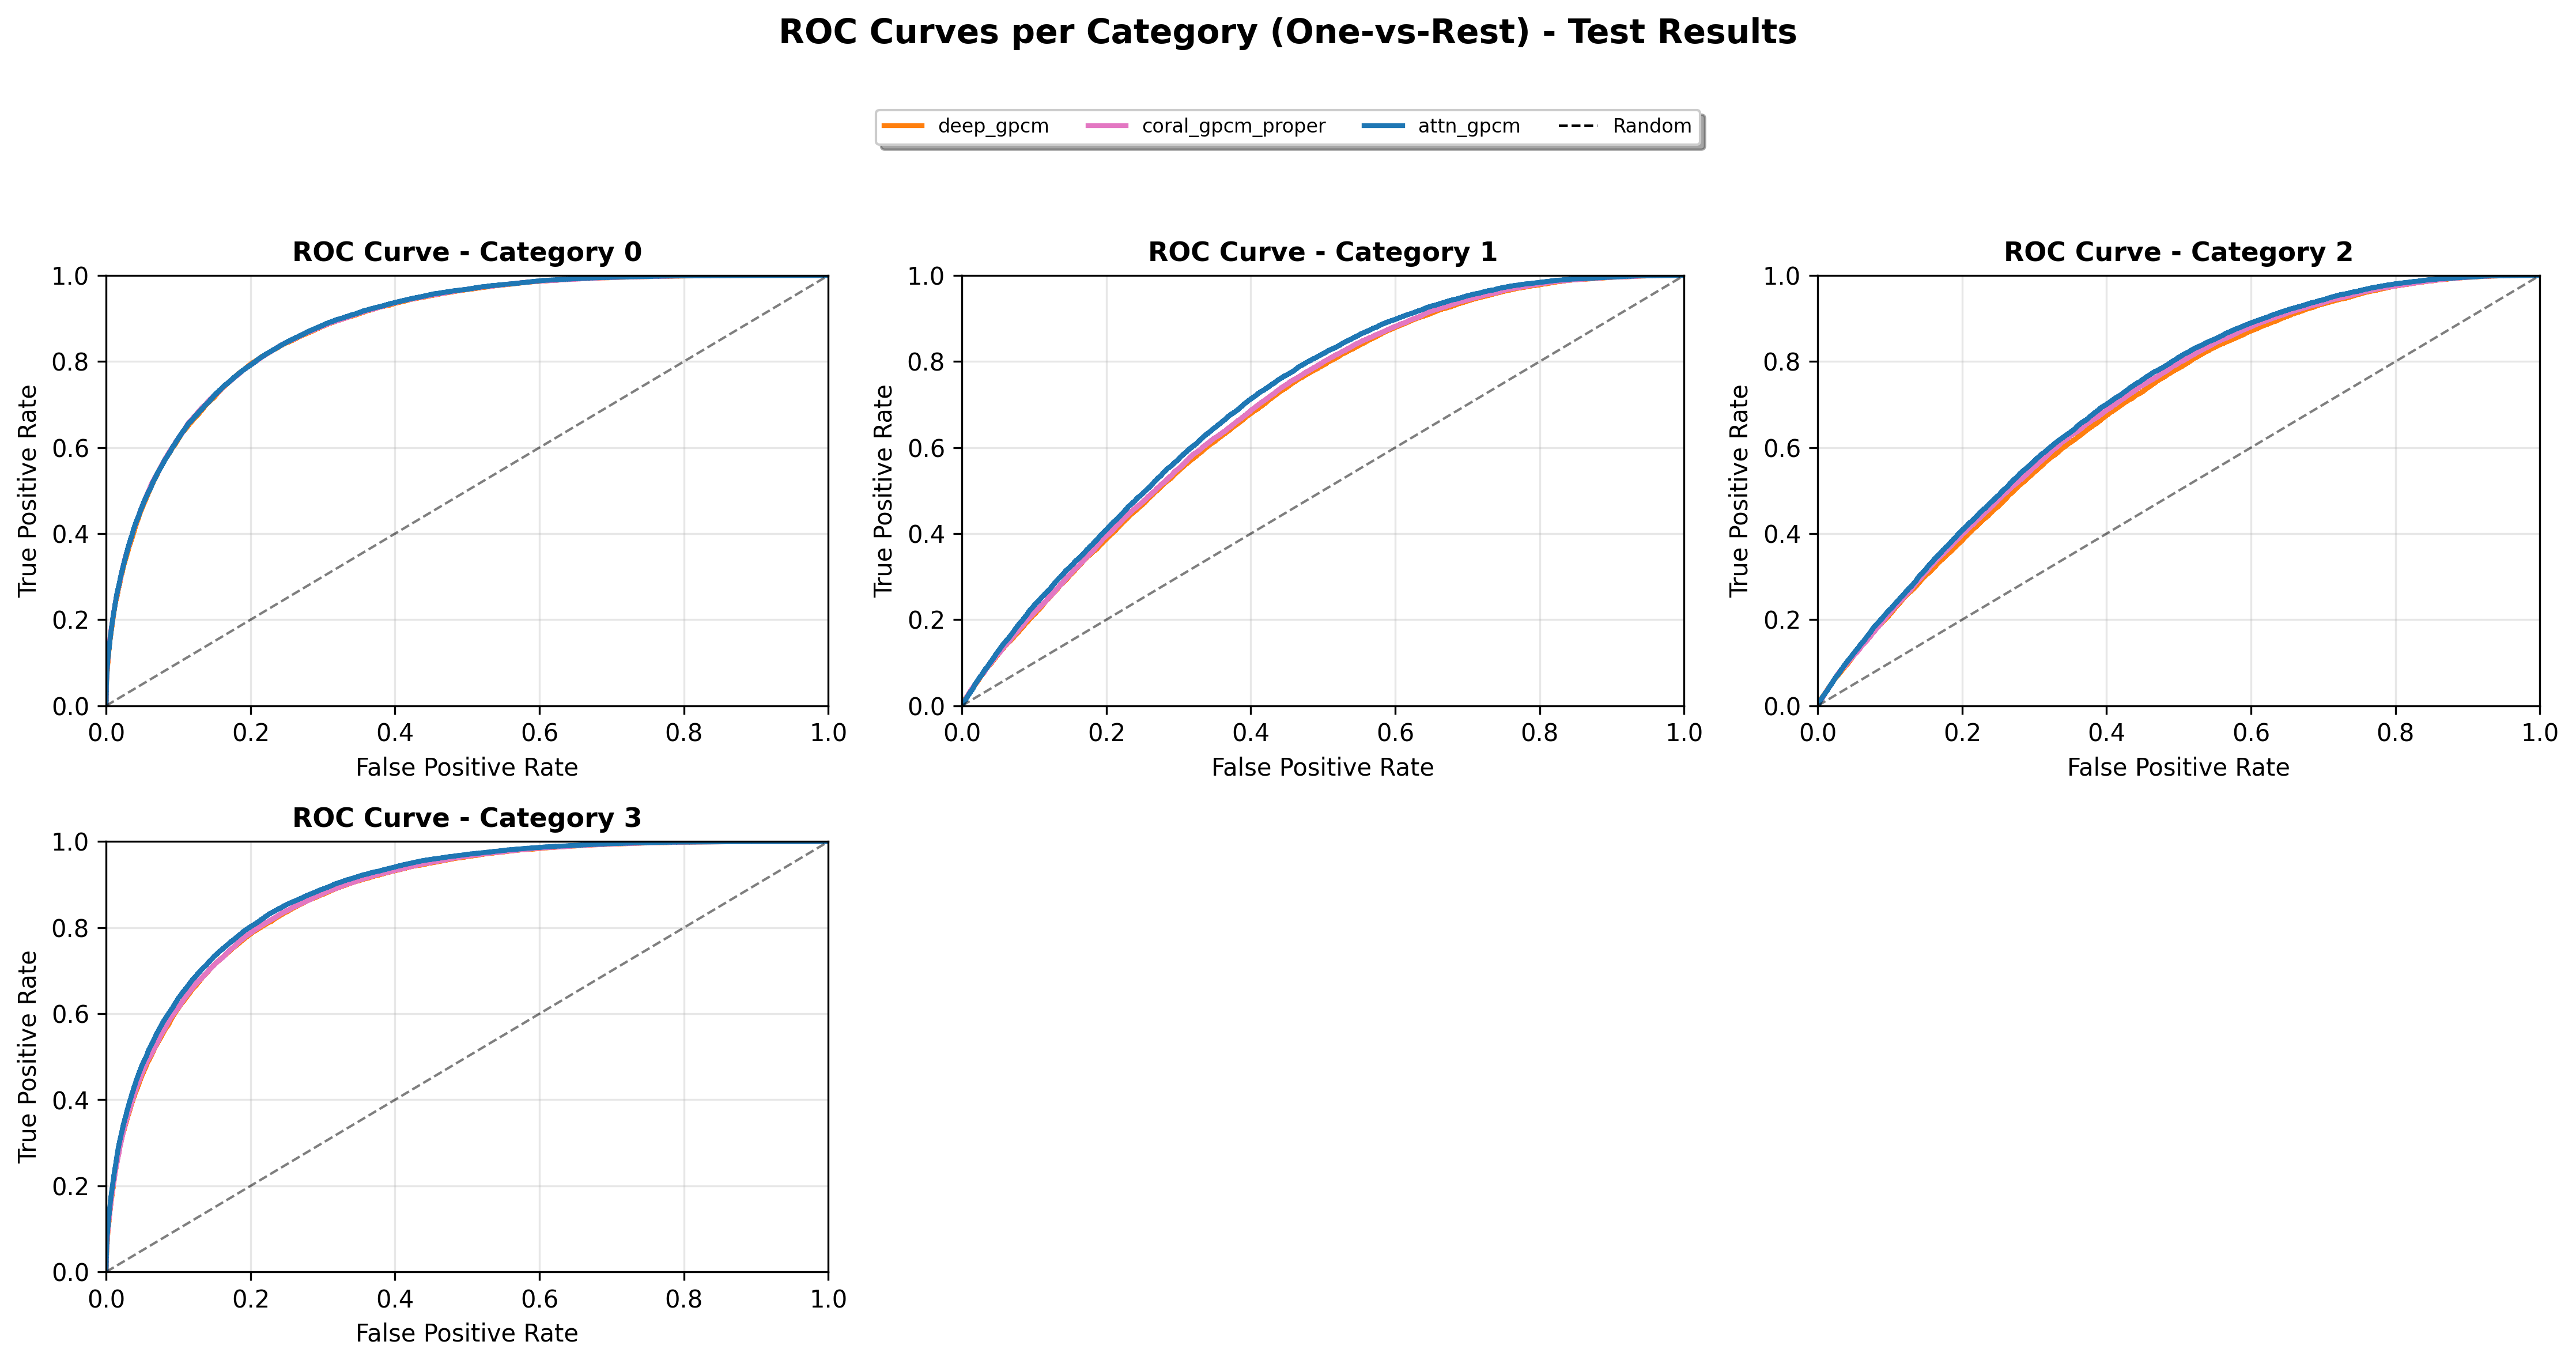 ROC Curves per Category (One-vs-Rest) - Test Results
deep_gpcm coral_gpcm_proper attn_gpcm Random
ROC Curve - Category 0
1.0
0.8
0.6
0.4
0.2
0.0
True Positive Rate
0.0 0.2 0.4 0.6 0.8 1.0
False Positive Rate
ROC Curve - Category 1
1.0
0.8
0.6
0.4
0.2
0.0
True Positive Rate
0.0 0.2 0.4 0.6 0.8 1.0
False Positive Rate
ROC Curve - Category 2
1.0
0.8
0.6
0.4
0.2
0.0
True Positive Rate
0.0 0.2 0.4 0.6 0.8 1.0
False Positive Rate
ROC Curve - Category 3
1.0
0.8
0.6
0.4
0.2
0.0
True Positive Rate
0.0 0.2 0.4 0.6 0.8 1.0
False Positive Rate